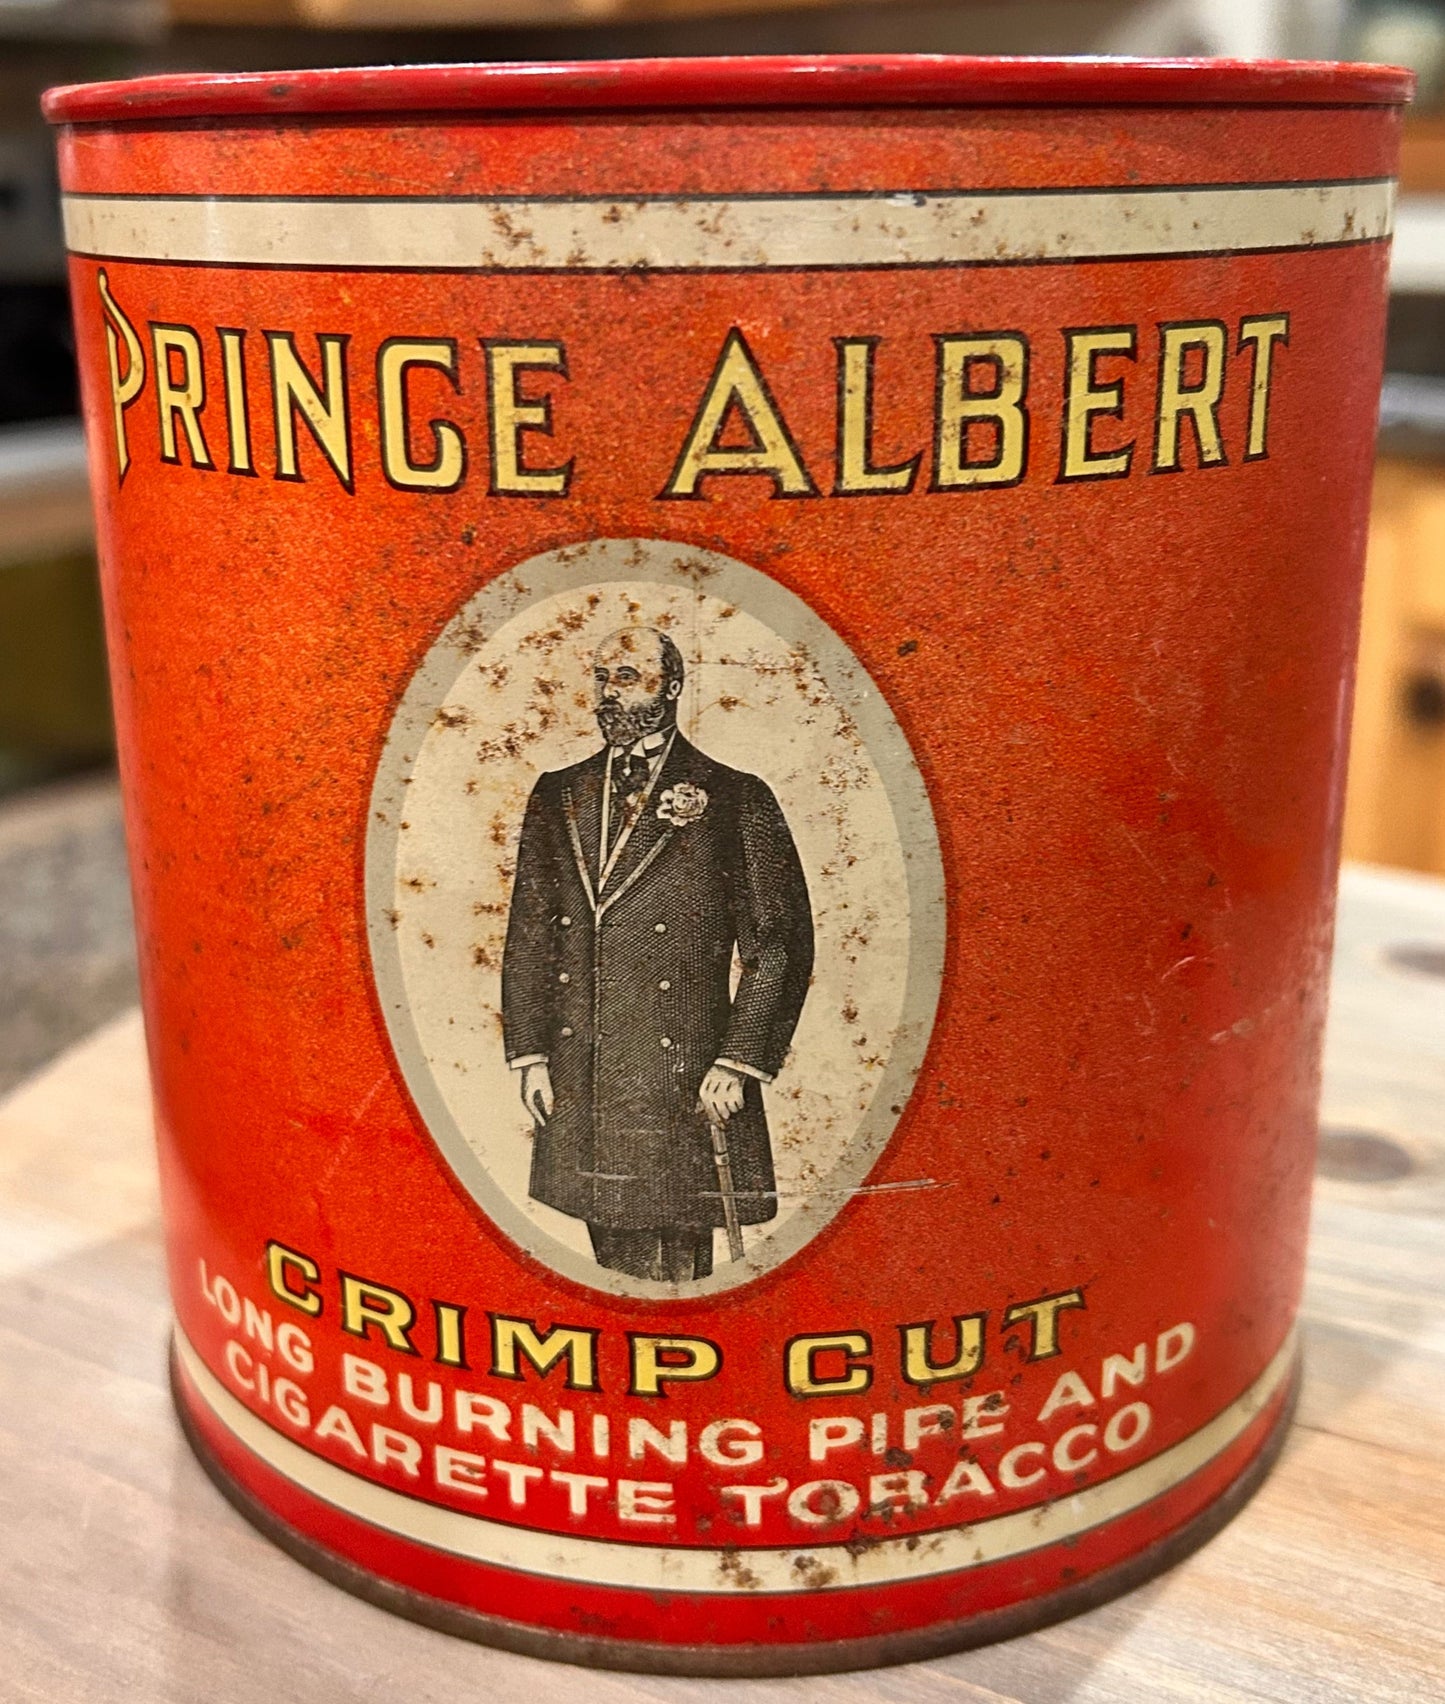 PRINCE ALBERT
CRIMP CUT
LONG BURNING PIPE AND
CIGARETTE TOBACCO